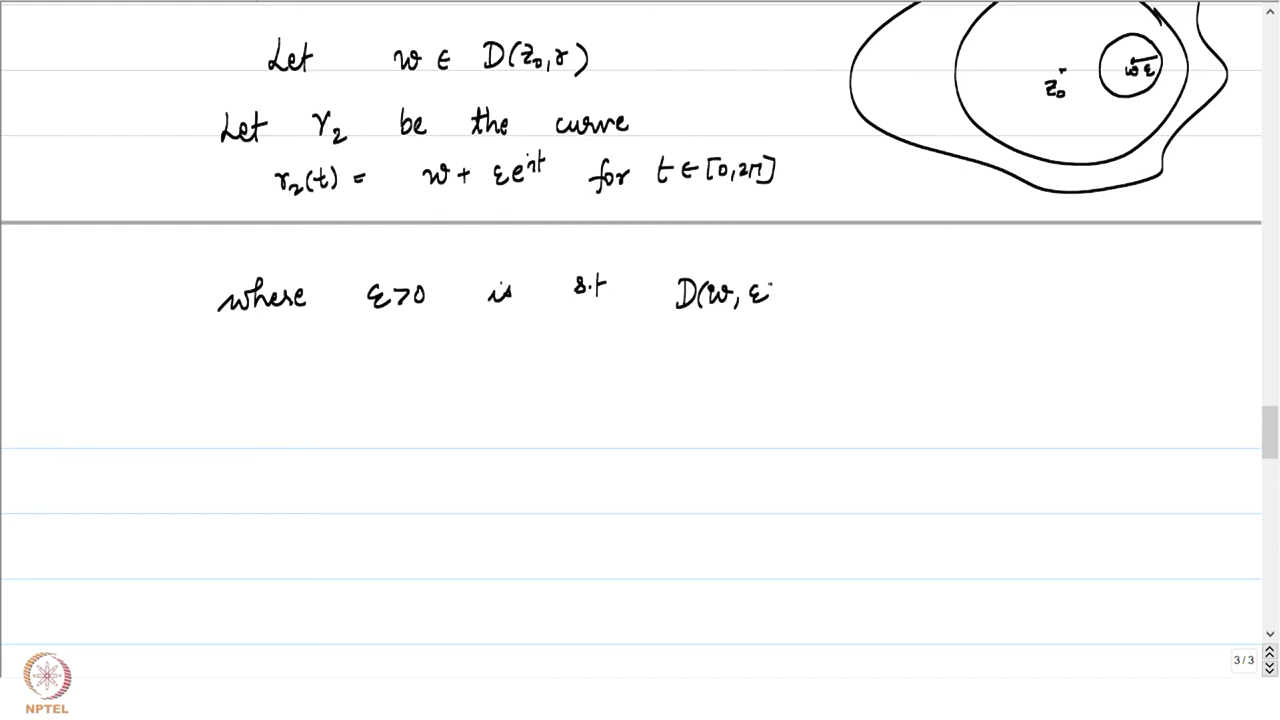 Let w ∈ D(z₀, r)
Let γ₂ be the curve
γ₂(t) = w + εe^{it} for t ∈ [0, 2π]
z₀
w ε
where ε>0 is s.t D(w, ε
3 / 3
NPTEL